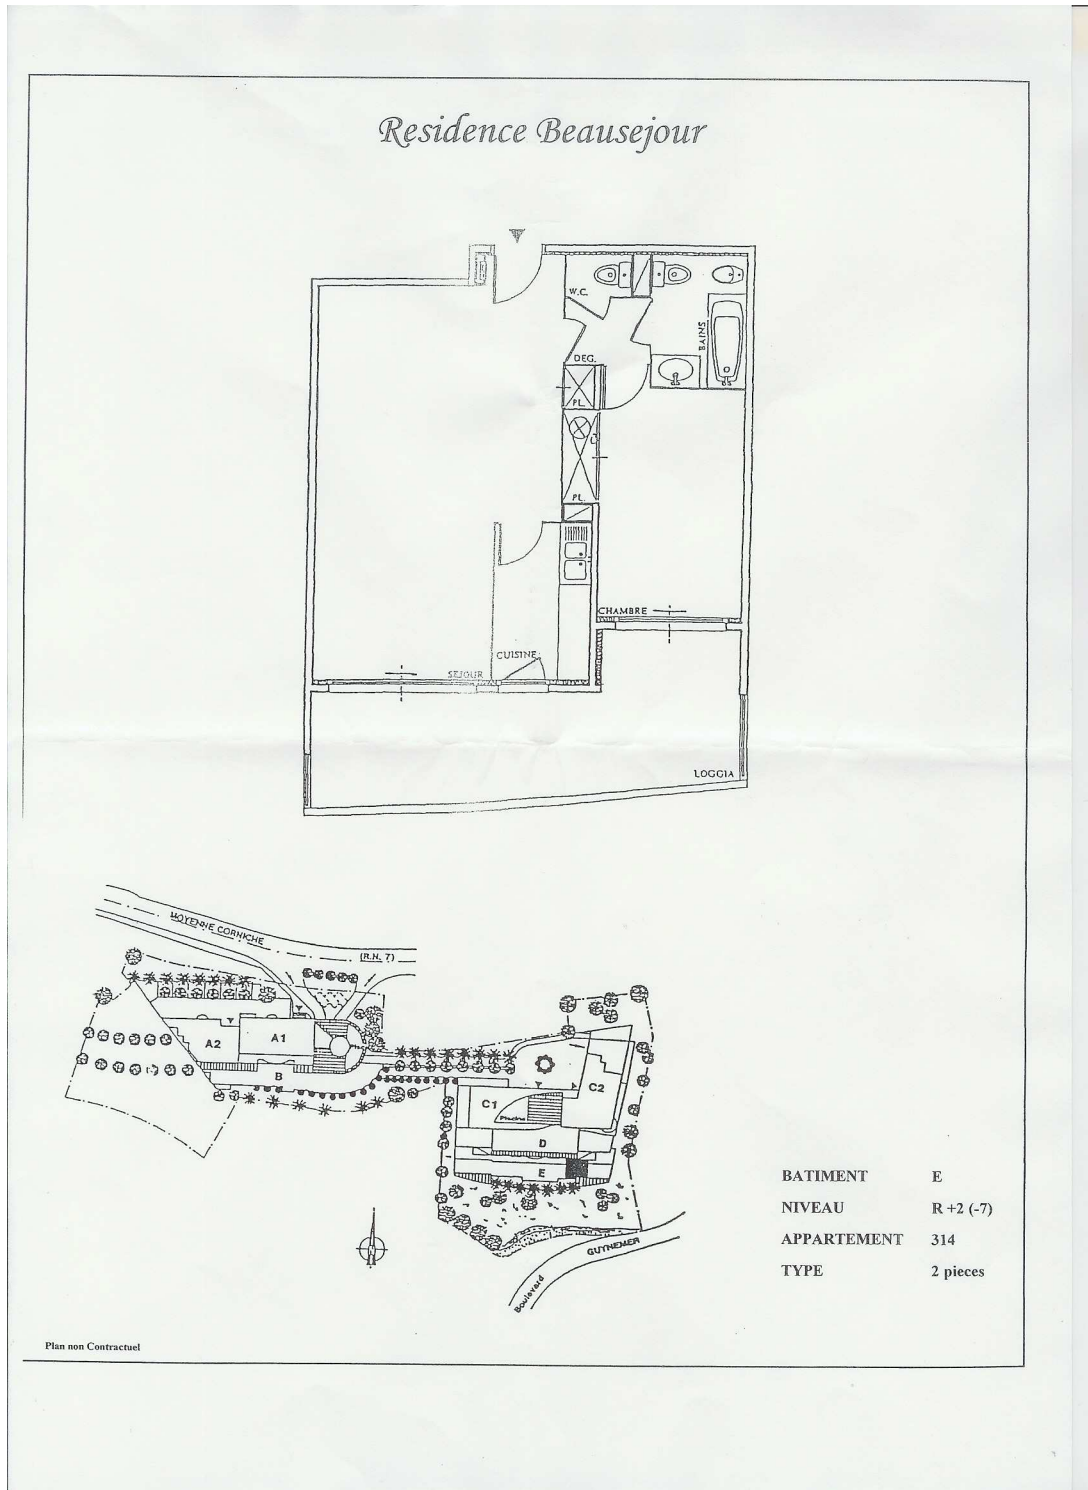 Residence Beausejour
W.C.
BAINS
DEG.
PL.
PL.
CHAMBRE
CUISINE
SEJOUR
LOGGIA
MOYENNE CORNICHE
(R.N. 7)
A2
A1
B
C2
C1
Piscine
D
E
GUYNEMER
Boulevard
BATIMENT E
NIVEAU R +2 (-7)
APPARTEMENT 314
TYPE 2 pieces
Plan non Contractuel